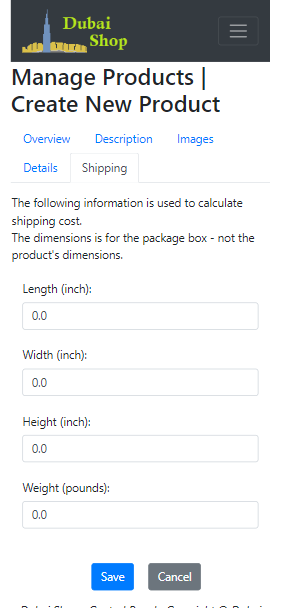 Dubai
Shop
Manage Products |
Create New Product
Overview
Description
Images
Details
Shipping
The following information is used to calculate
shipping cost.
The dimensions is for the package box - not the
product's dimensions.
Length (inch):
0.0
Width (inch):
0.0
Height (inch):
0.0
Weight (pounds):
0.0
Save
Cancel